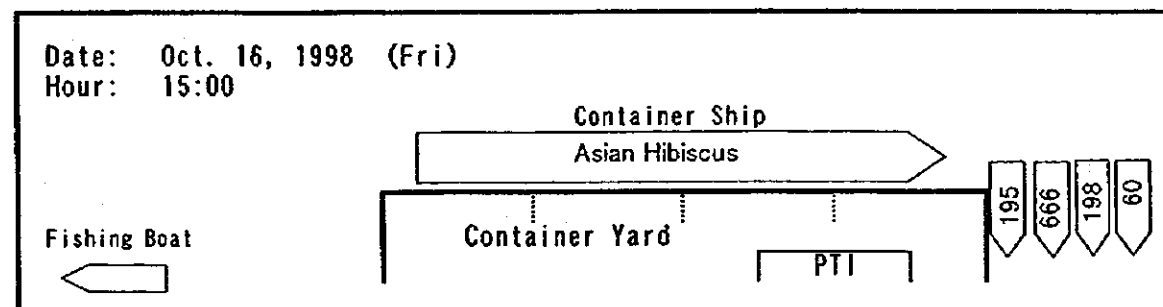 Date: Oct. 16, 1998 (Fri)
Hour: 15:00
Container Ship
Asian Hibiscus
195
666
198
60
Fishing Boat
Container Yard
PTI